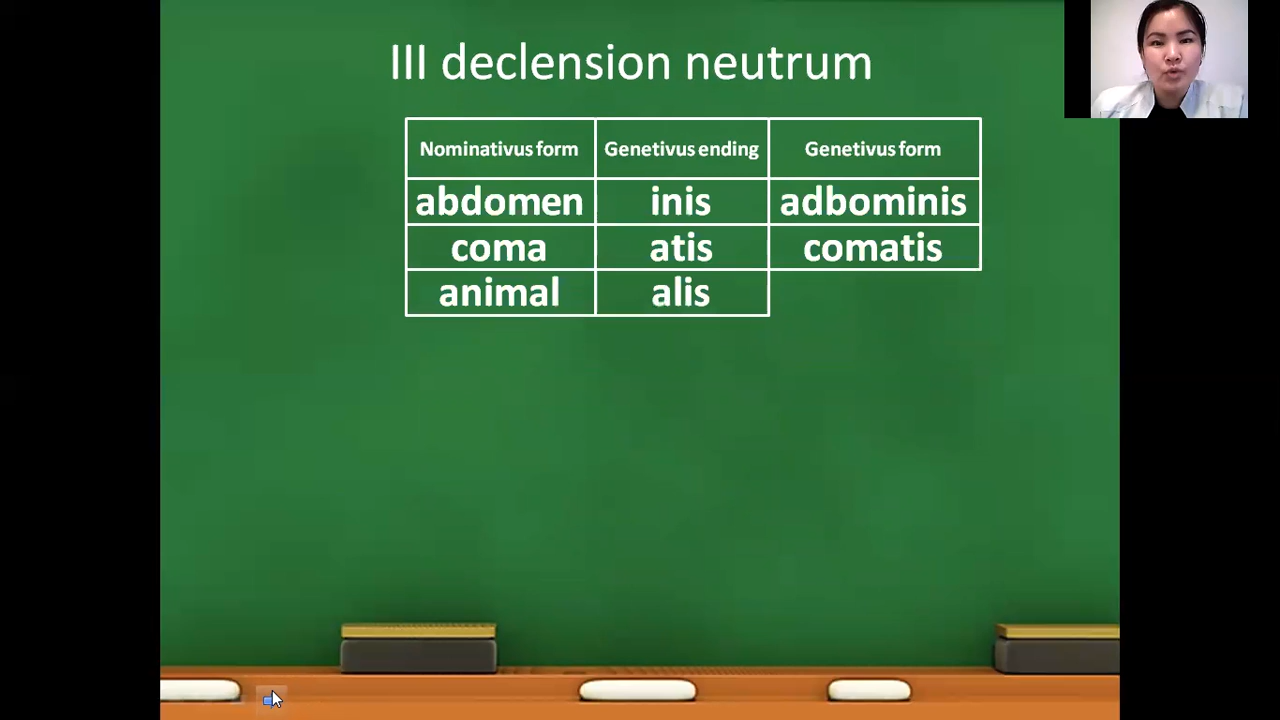 III declension neutrum
Nominativus form Genetivus ending Genetivus form
abdomen inis adbominis
coma atis comatis
animal alis